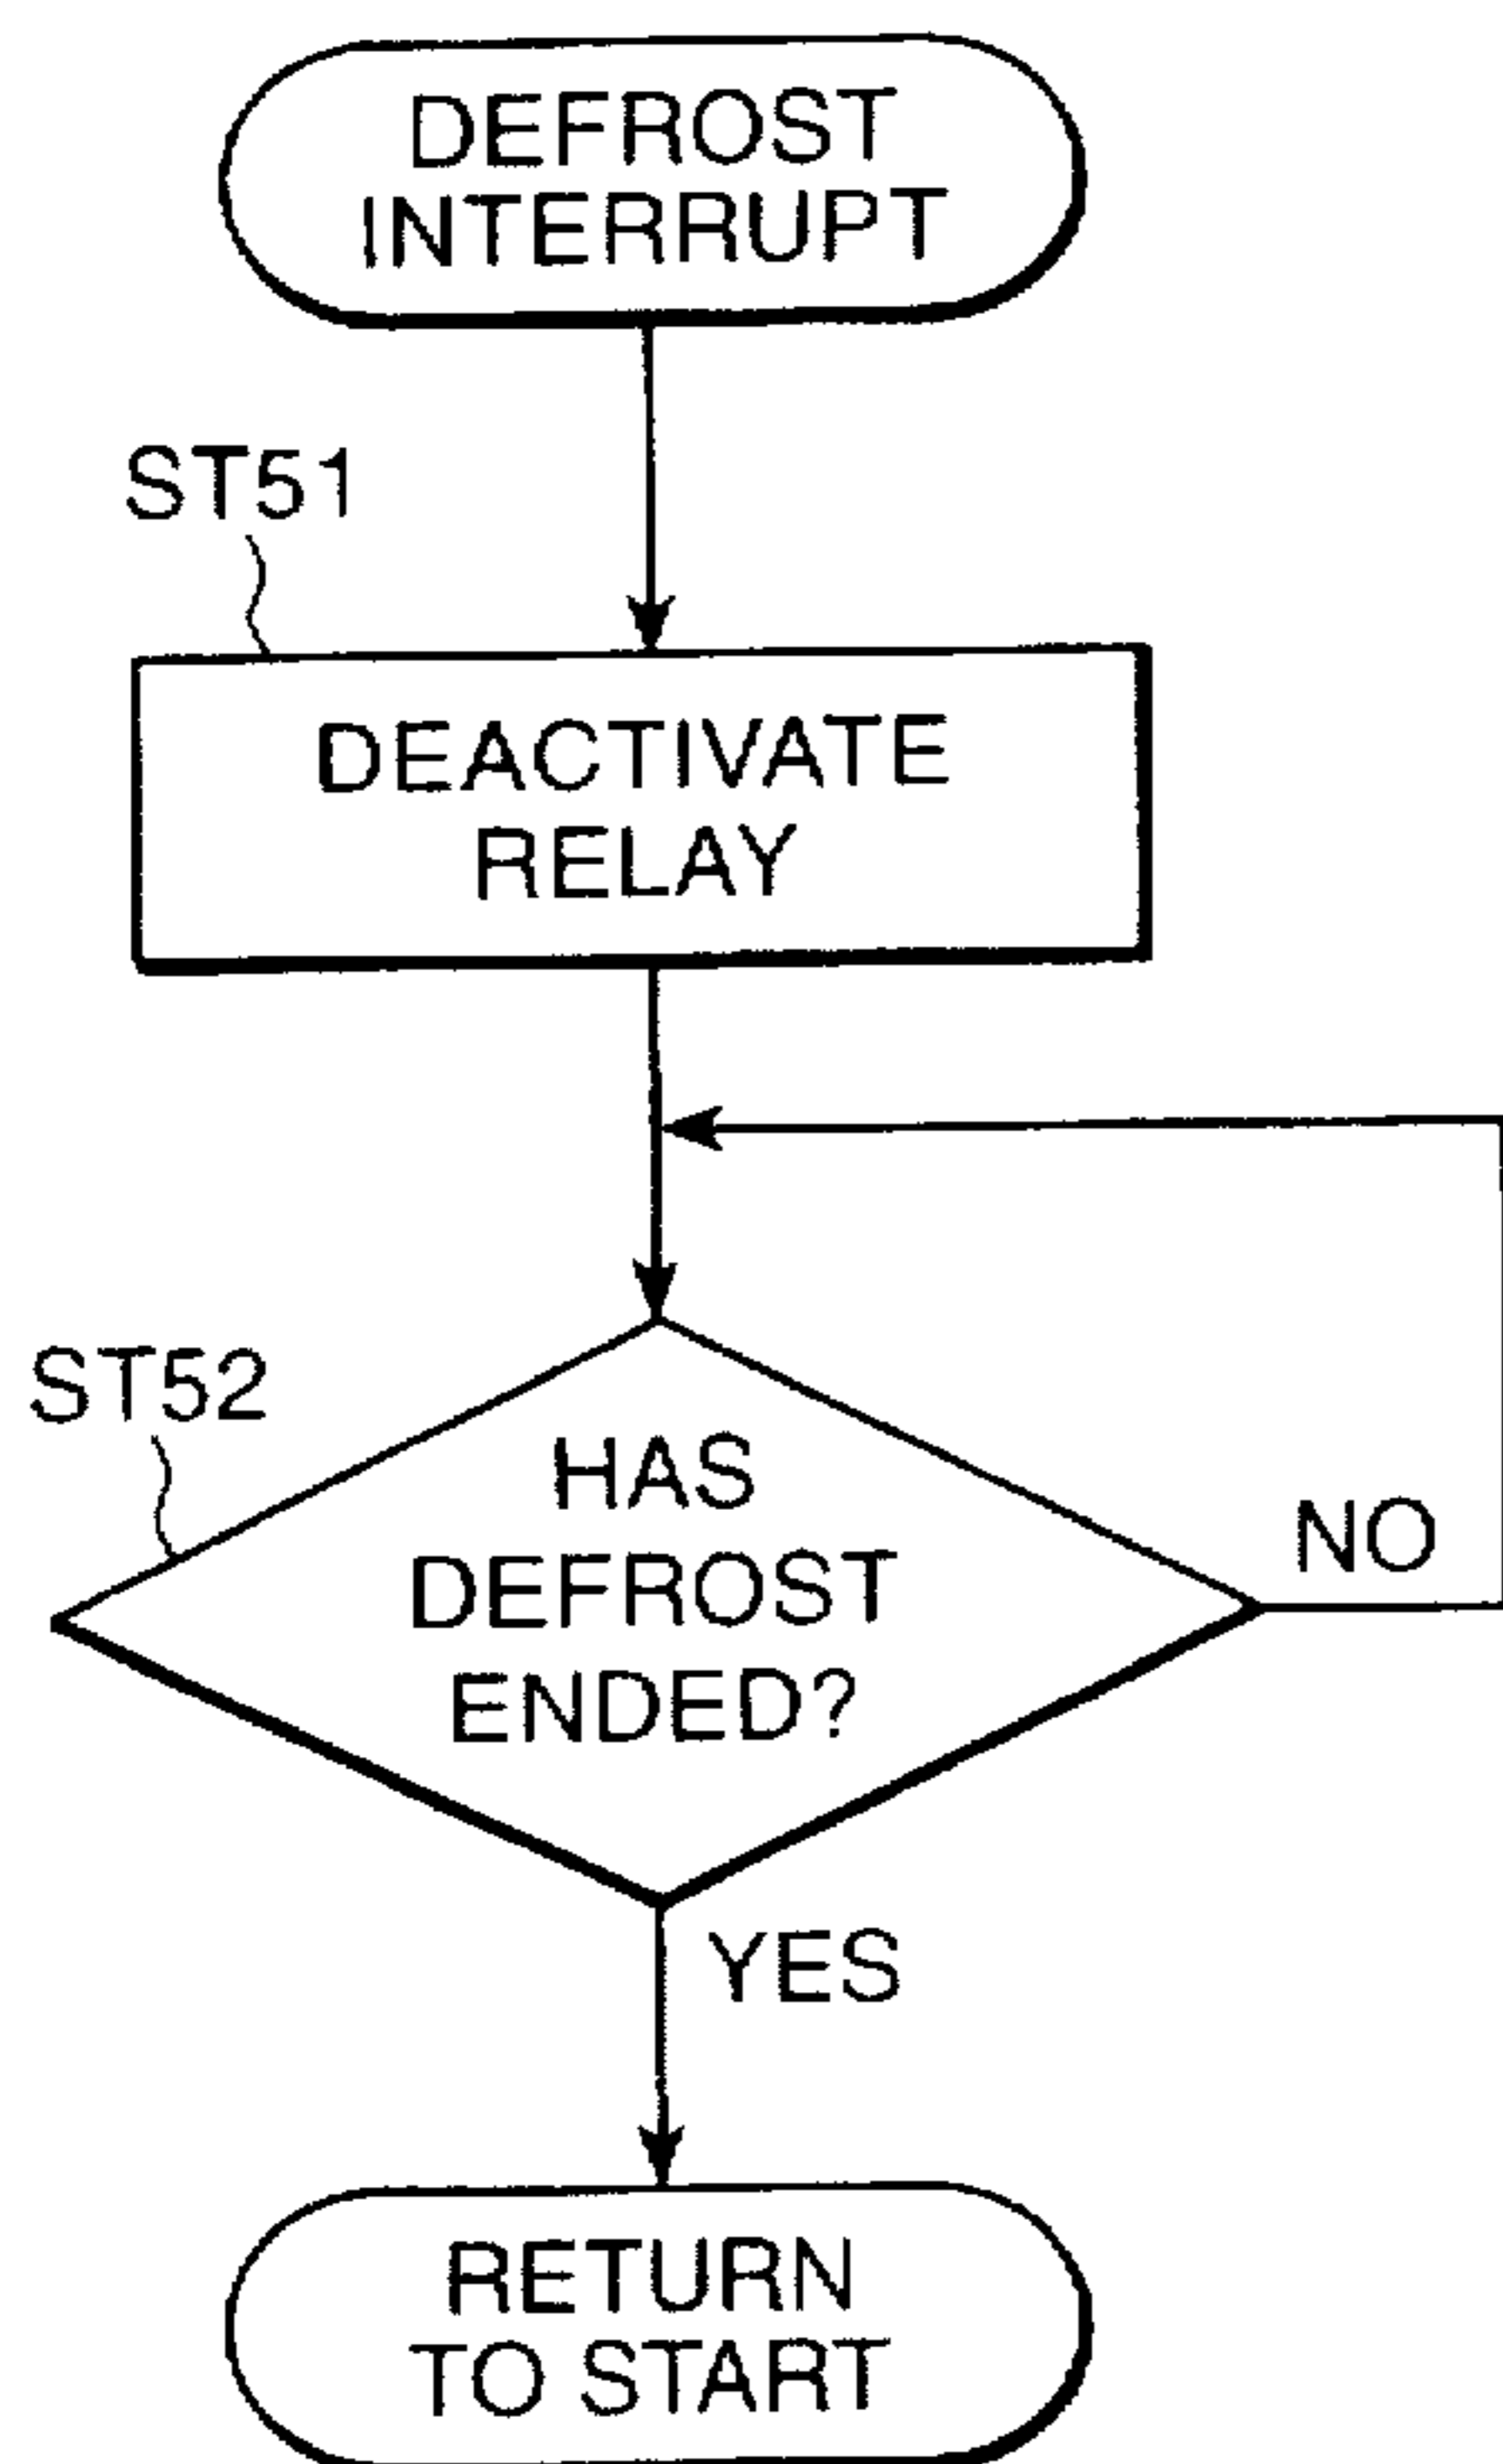 DEFROST
INTERRUPT
ST51
DEACTIVATE
RELAY
ST52
HAS
DEFROST
ENDED?
NO
YES
RETURN
TO START